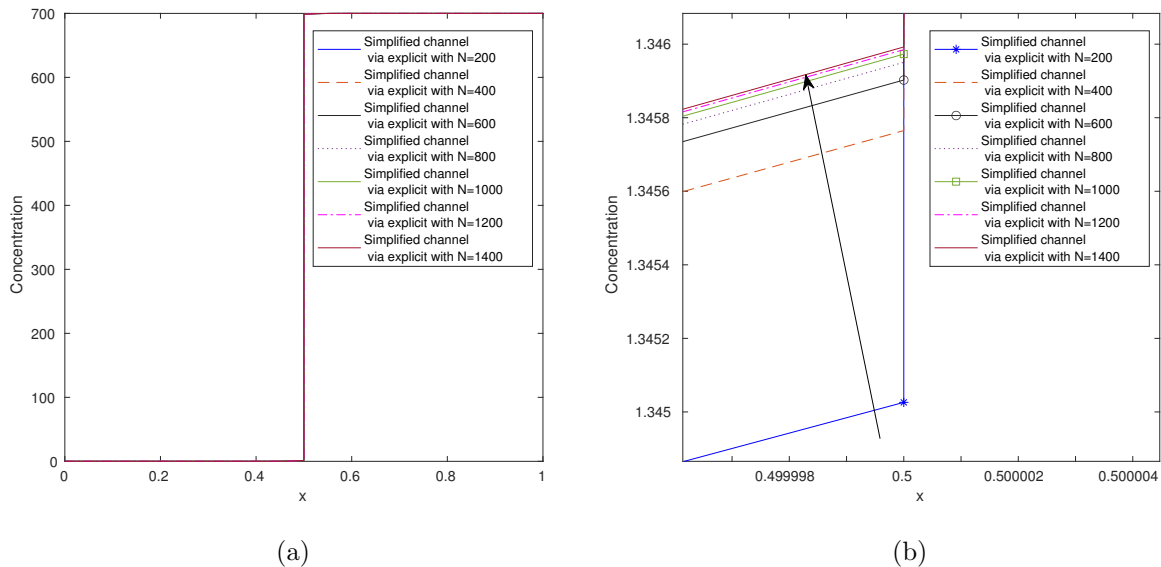 700
600
500
400
300
200
100
0
Concentration
0
0.2
0.4
0.6
0.8
1
x
Simplified channel
via explicit with N=200
Simplified channel
via explicit with N=400
Simplified channel
via explicit with N=600
Simplified channel
via explicit with N=800
Simplified channel
via explicit with N=1000
Simplified channel
via explicit with N=1200
Simplified channel
via explicit with N=1400
(a)
1.346
1.3458
1.3456
1.3454
1.3452
1.345
Concentration
0.499998
0.5
0.500002
0.500004
x
Simplified channel
via explicit with N=200
Simplified channel
via explicit with N=400
Simplified channel
via explicit with N=600
Simplified channel
via explicit with N=800
Simplified channel
via explicit with N=1000
Simplified channel
via explicit with N=1200
Simplified channel
via explicit with N=1400
(b)